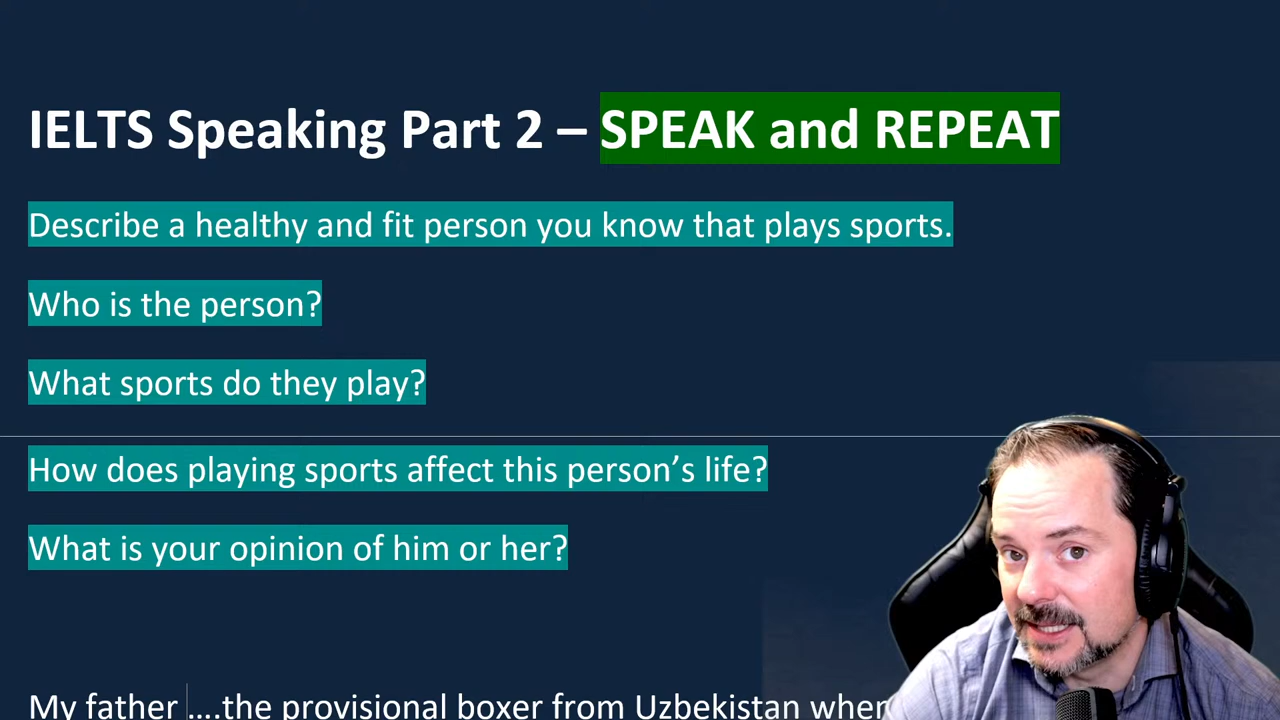 IELTS Speaking Part 2 – SPEAK and REPEAT
Describe a healthy and fit person you know that plays sports.
Who is the person?
What sports do they play?
How does playing sports affect this person’s life?
What is your opinion of him or her?
My father ….the provisional boxer from Uzbekistan when